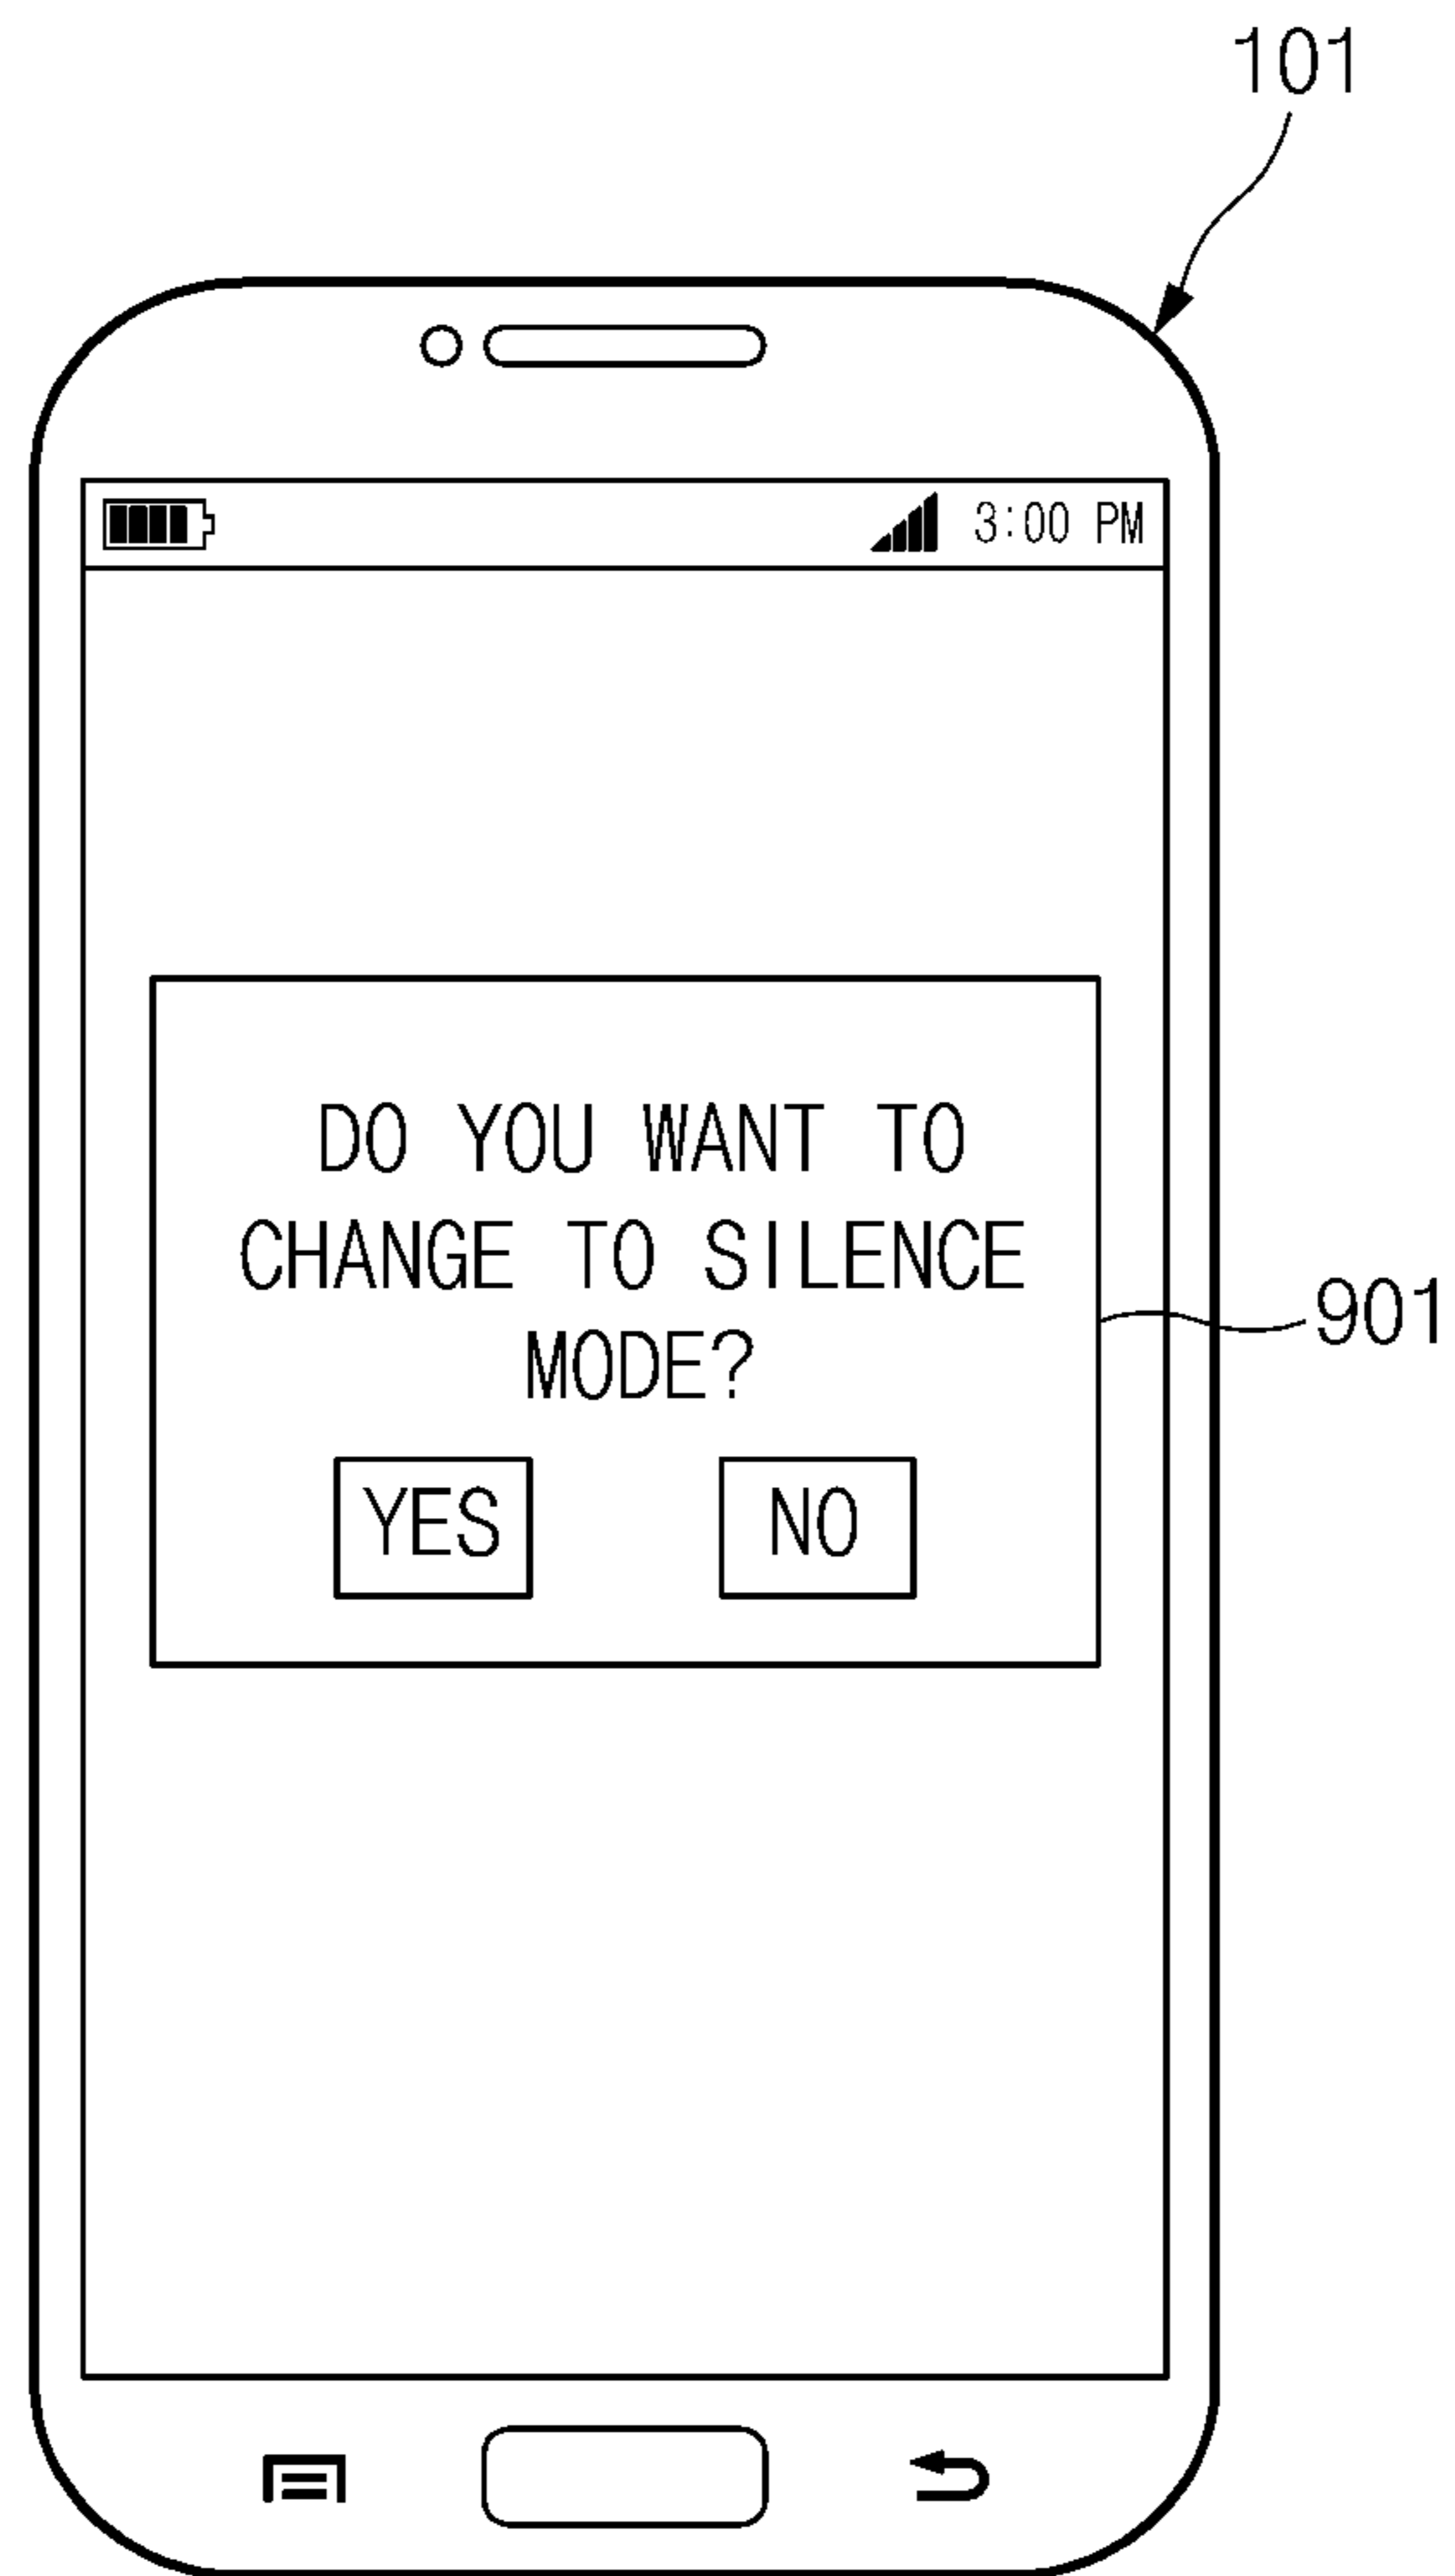 101
3:00 PM
DO YOU WANT TO
CHANGE TO SILENCE
MODE?
901
YES NO